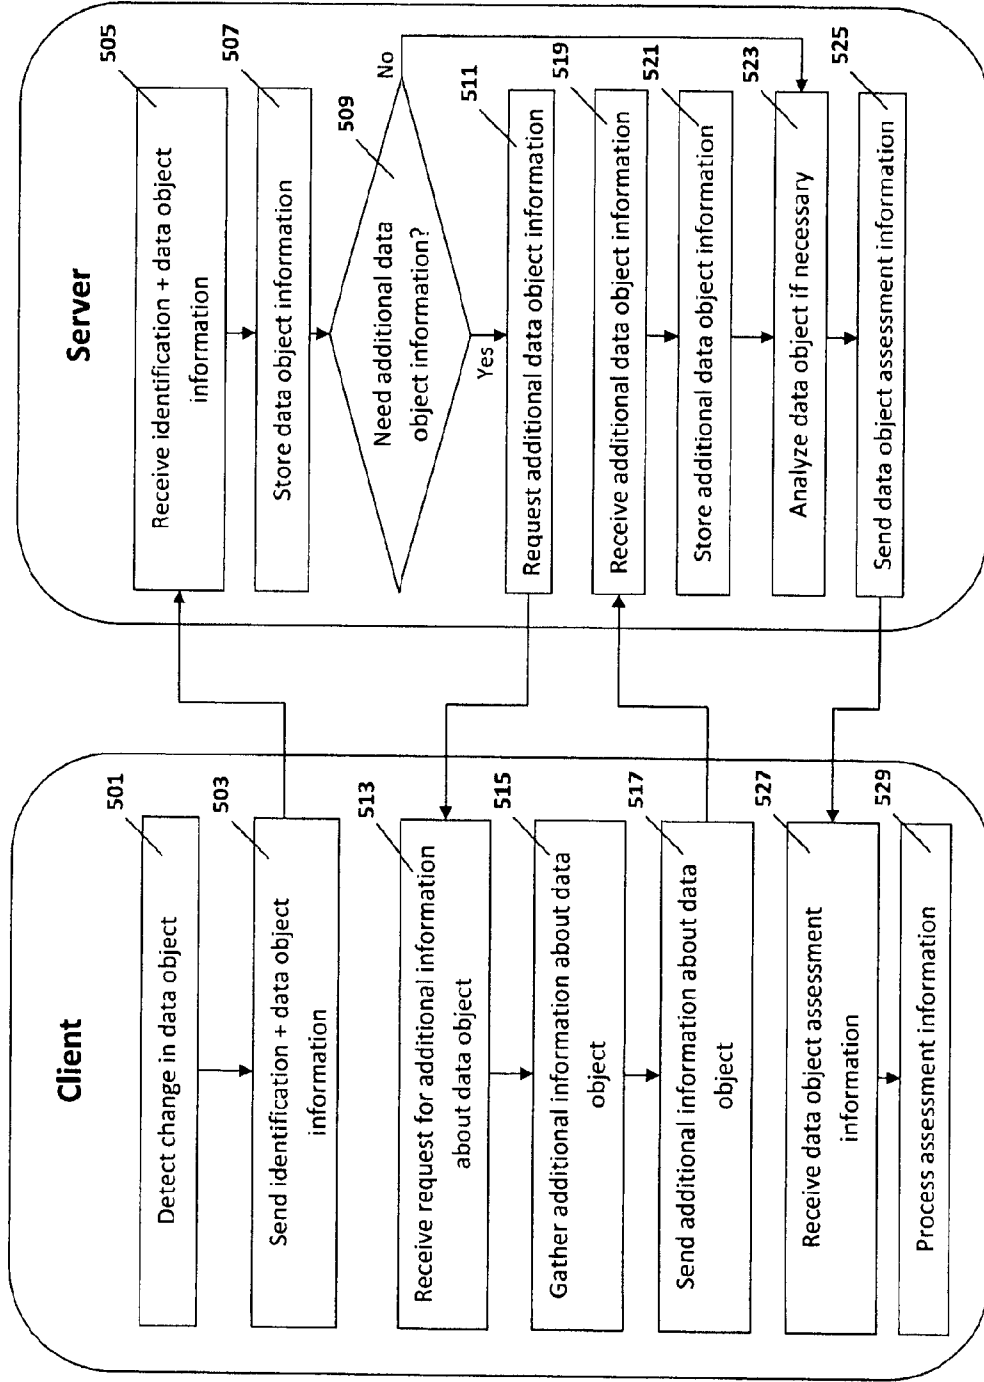 Client
501
Detect change in data object
503
Send identification + data object
information
513
Receive request for additional information
about data object
515
Gather additional information about data
object
517
Send additional information about data
object
527
Receive data object assessment
information
529
Process assessment information
Server
505
Receive identification + data object
information
507
Store data object information
509
Need additional data
object information?
No
Yes
511
Request additional data object information
519
Receive additional data object information
521
Store additional data object information
523
Analyze data object if necessary
525
Send data object assessment information